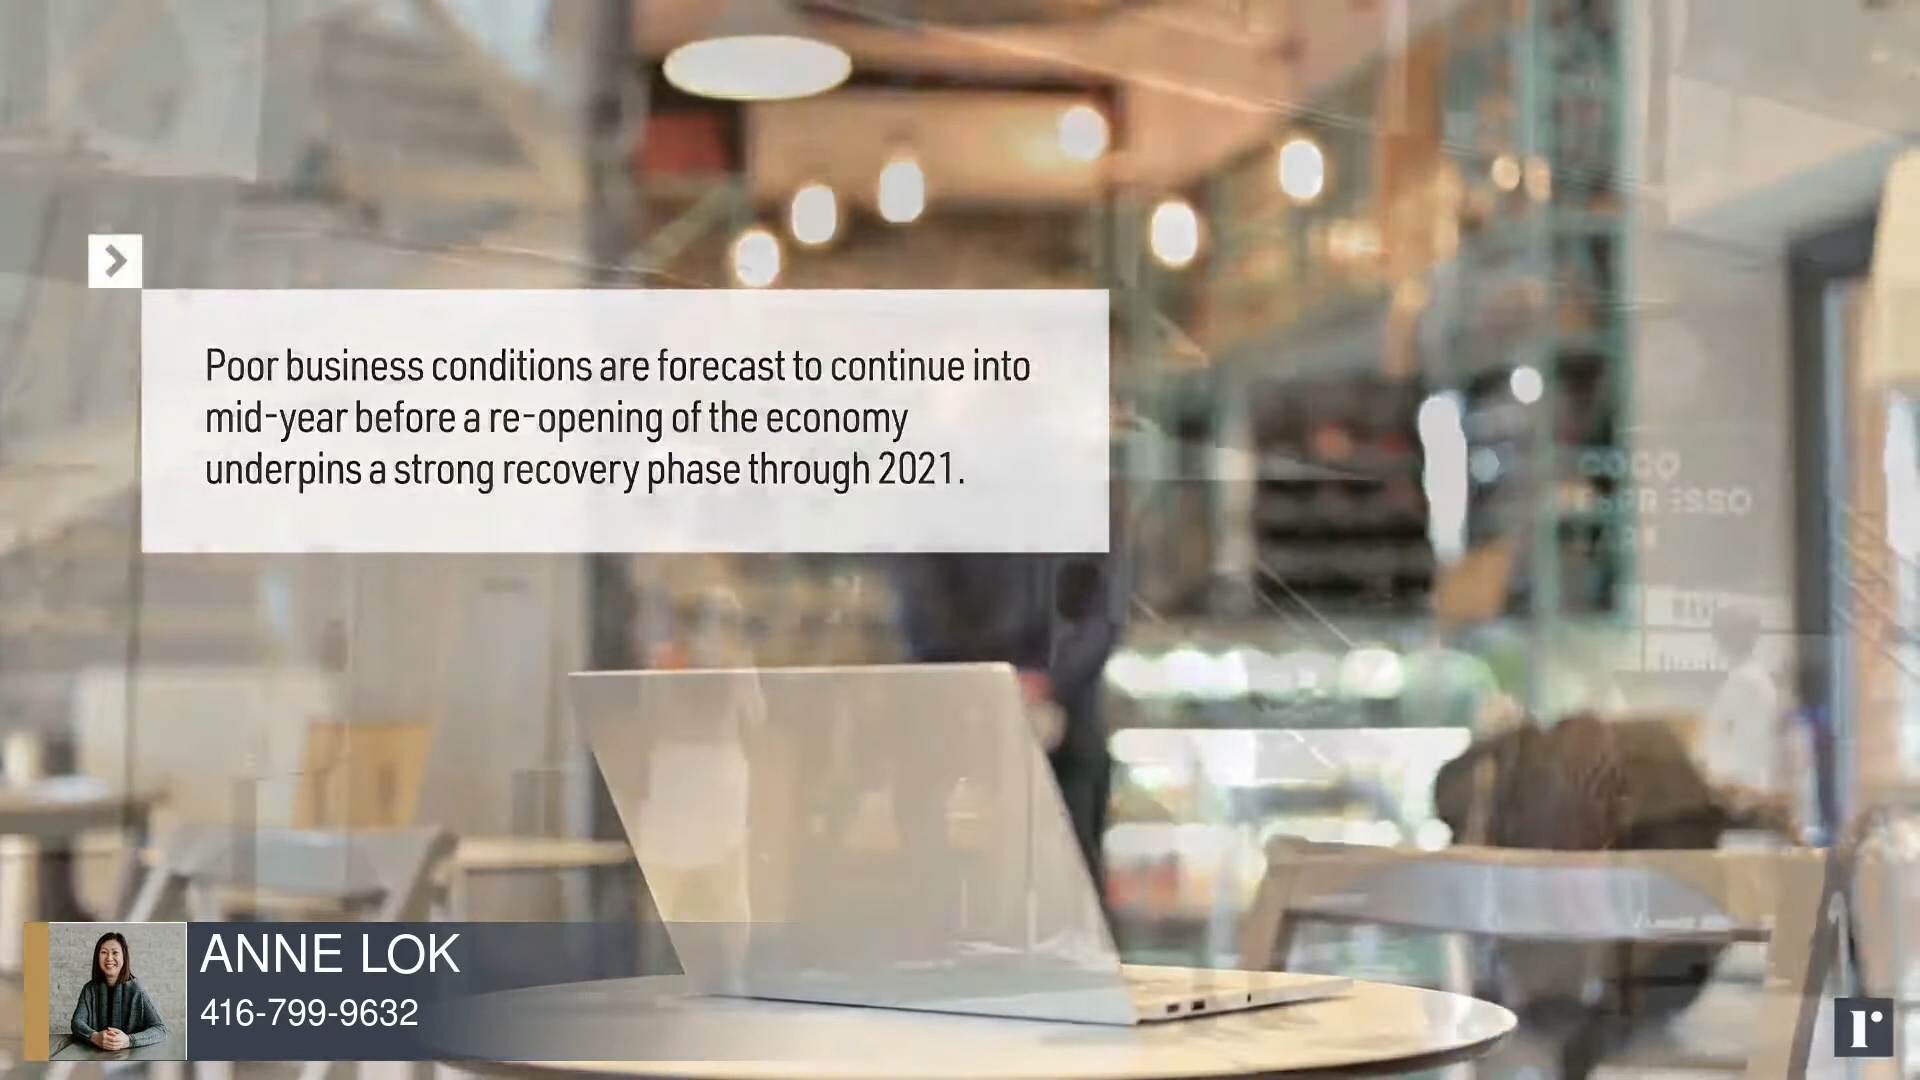 Poor business conditions are forecast to continue into
mid-year before a re-opening of the economy
underpins a strong recovery phase through 2021.
ANNE LOK
416-799-9632
r